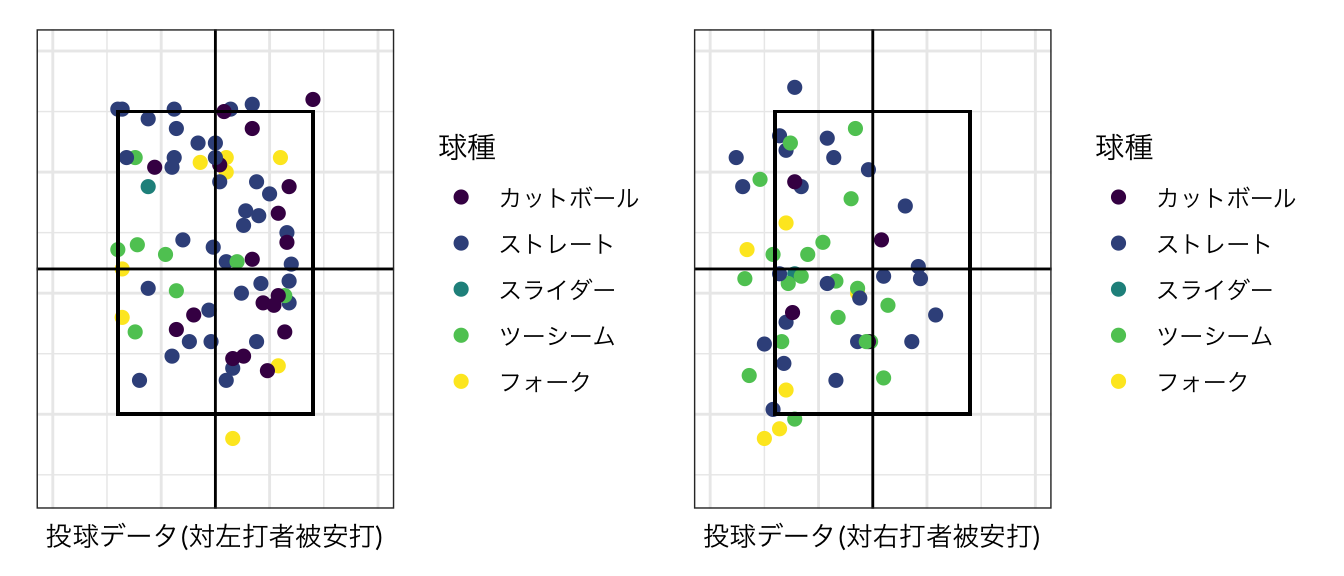 球種
カットボール
ストレート
スライダー
ツーシーム
フォーク
投球データ(対左打者被安打)
球種
カットボール
ストレート
スライダー
ツーシーム
フォーク
投球データ(対右打者被安打)